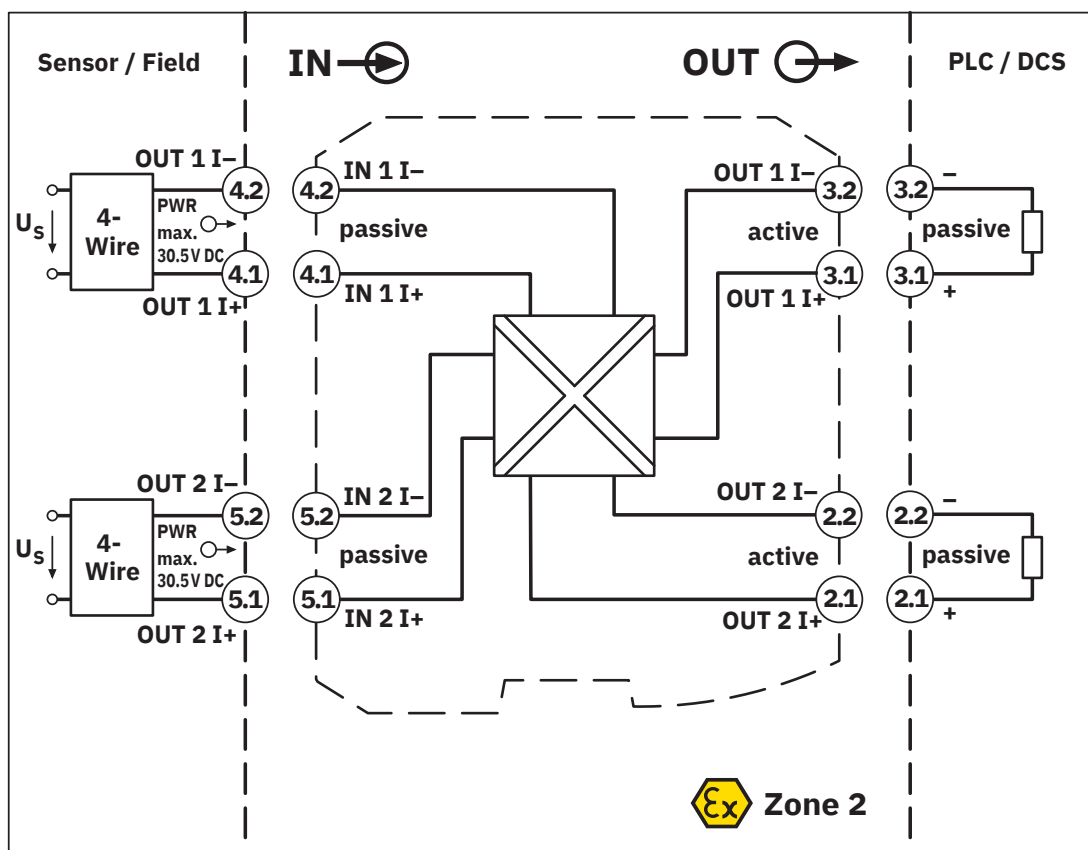 Sensor / Field
IN
OUT
PLC / DCS
OUT 1 I–
4.2
4.2
IN 1 I–
OUT 1 I–
3.2
3.2
–
U_S
4-
Wire
PWR
max.
30.5 V DC
passive
active
passive
4.1
4.1
IN 1 I+
OUT 1 I+
3.1
3.1
+
OUT 1 I+
OUT 2 I–
5.2
5.2
IN 2 I–
OUT 2 I–
2.2
2.2
–
U_S
4-
Wire
PWR
max.
30.5 V DC
passive
active
passive
5.1
5.1
IN 2 I+
OUT 2 I+
2.1
2.1
+
OUT 2 I+
Ex Zone 2